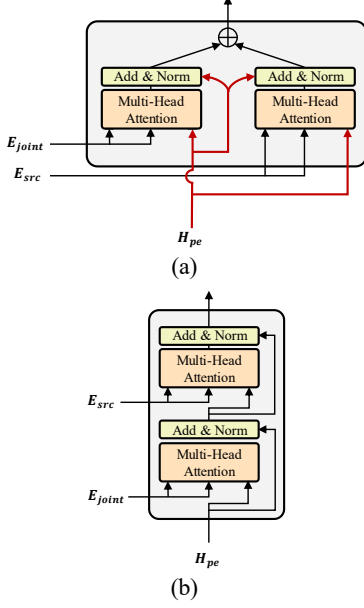 Add & Norm
Add & Norm
Multi-Head
Attention
Multi-Head
Attention
E_joint
E_src
H_pe
(a)
Add & Norm
Multi-Head
Attention
E_src
Add & Norm
Multi-Head
Attention
E_joint
H_pe
(b)